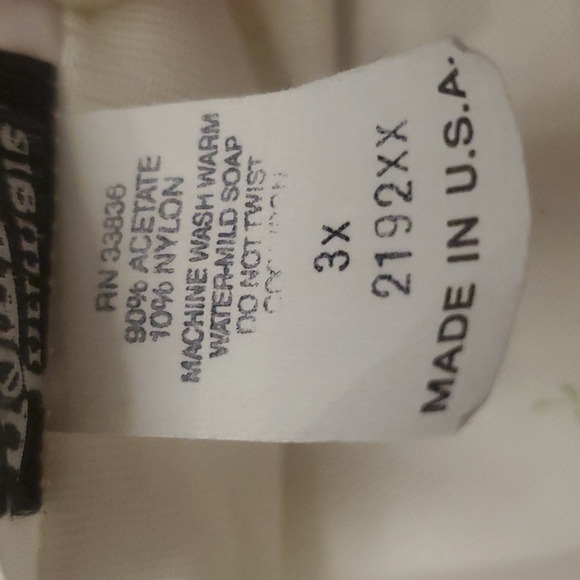 RN 33836
90% ACETATE
10% NYLON
MACHINE WASH WARM
WATER-MILD SOAP
DO NOT TWIST
3X
2192XX
MADE IN U.S.A.